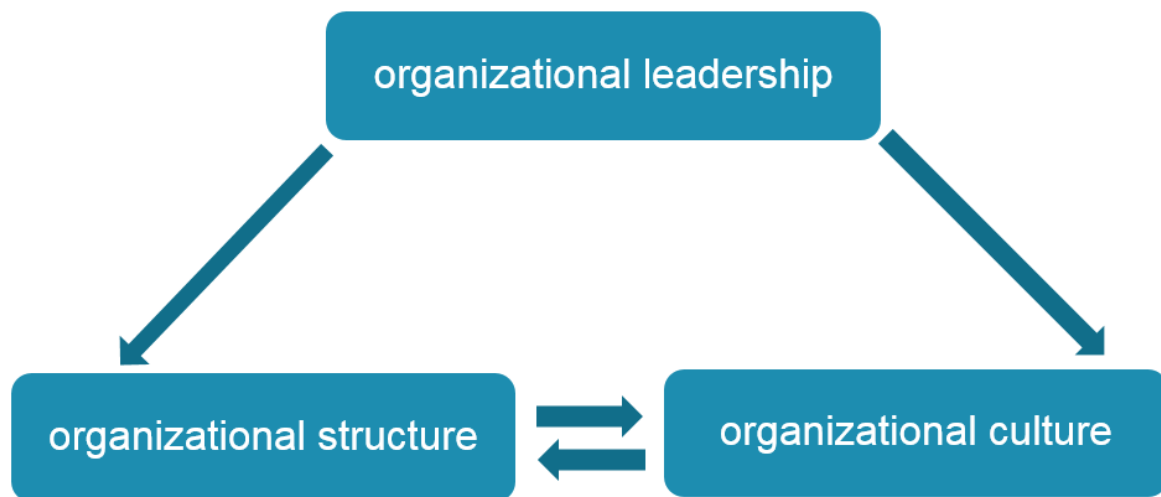 organizational leadership
organizational structure
organizational culture